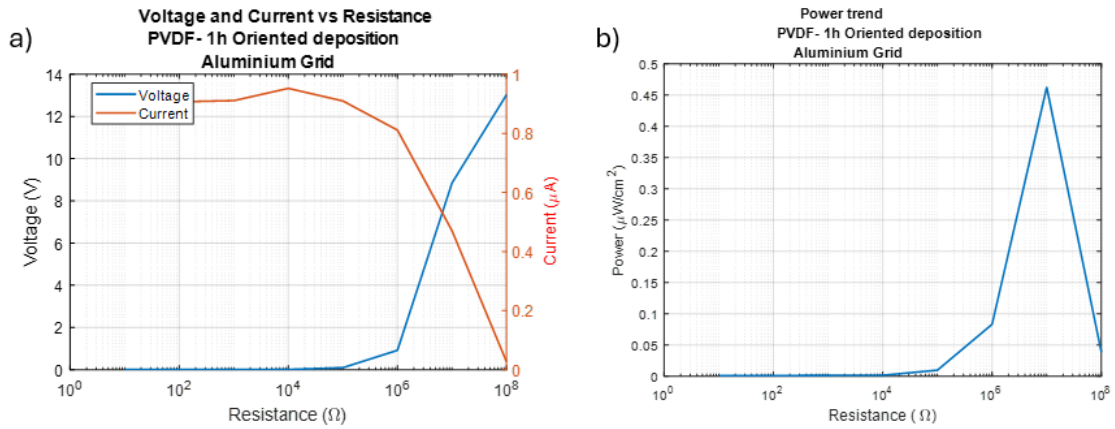 a)
Voltage and Current vs Resistance
PVDF- 1h Oriented deposition
Aluminium Grid
Voltage
Current
14
12
10
8
6
4
2
0
Voltage (V)
1
0.8
0.6
0.4
0.2
0
Current (μA)
10^0
10^2
10^4
10^6
10^8
Resistance (Ω)
b)
Power trend
PVDF- 1h Oriented deposition
Aluminium Grid
0.5
0.45
0.4
0.35
0.3
0.25
0.2
0.15
0.1
0.05
0
Power (μW/cm^2)
10^0
10^2
10^4
10^6
10^8
Resistance ( Ω)